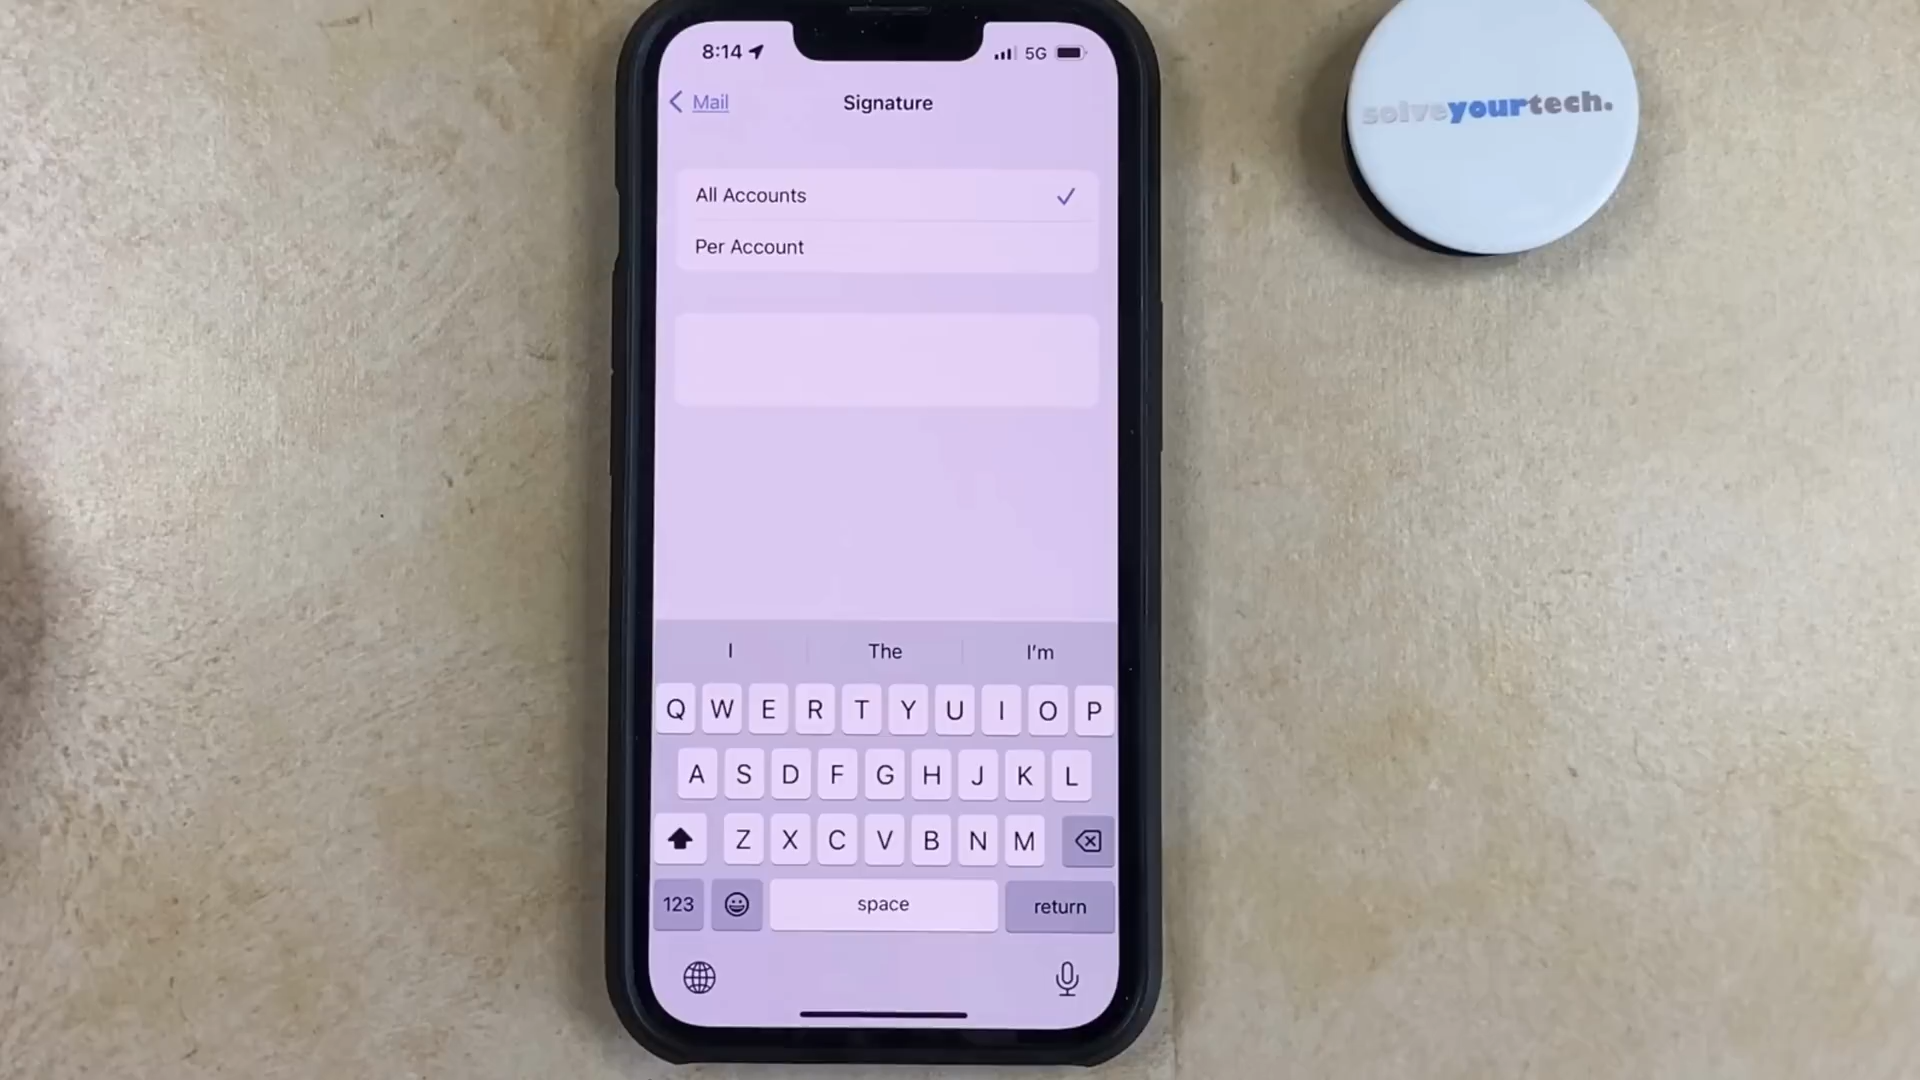 8:14 5G
Mail Signature
All Accounts
Per Account
I The I'm
Q W E R T Y U I O P
A S D F G H J K L
Z X C V B N M
123 space return
solveyourtech.